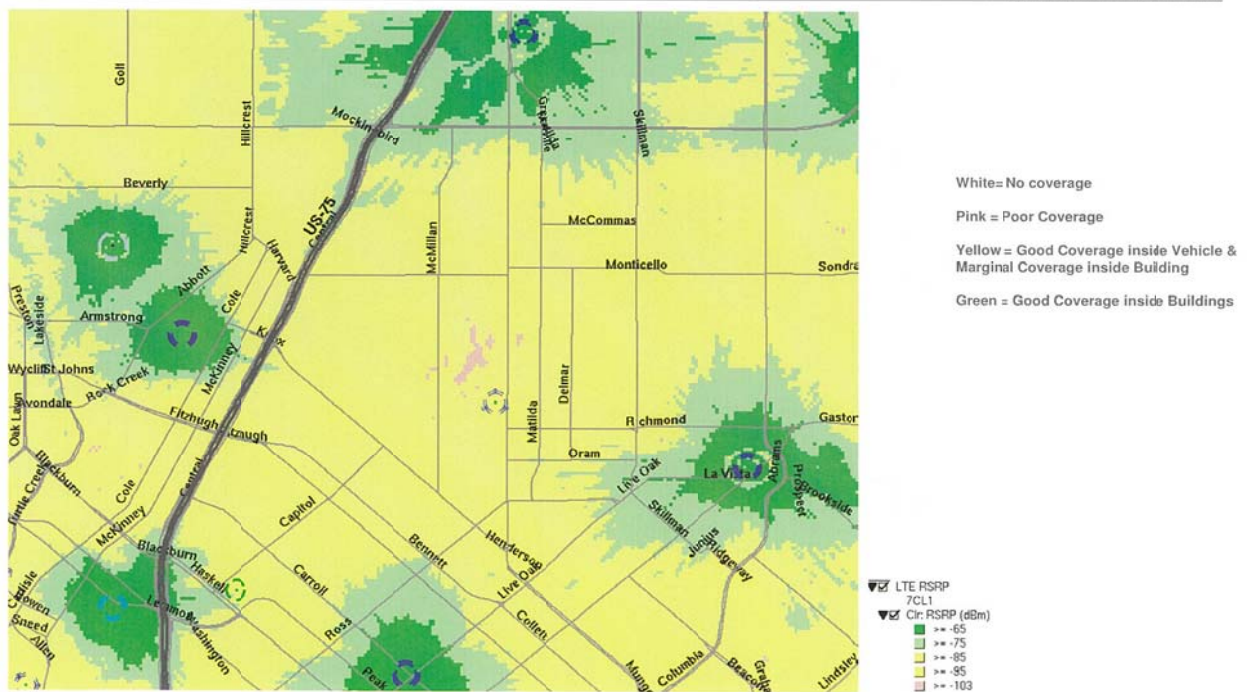 Goll
Hillcrest
Mockingbird
Skillman
Beverly
US-75
Central
Hillcrest
Harvard
McMillan
McCommas
Monticello
Sondra
Abbott
Cole
Preston
Lakeside
Armstrong
Knox
McKinney
St Johns
Rock Creek
Avondale
Oak Lawn
Fitzhugh
Matilda
Delmar
Richmond
Gaston
Oram
Live Oak
La Vista
Abrams
Prospect
Brookside
Blackburn
Turtle Creek
Cole
Central
Capitol
Skillman
Junius
Ridgeway
McKinney
Blackburn
Haskell
Bennett
Henderson
Live Oak
Carroll
Carlisle
Bowen
Sneed
Allen
Lemmon
Washington
Ross
Collett
Peak
Munger
Columbia
Beacon
Lindsley
White= No coverage
Pink = Poor Coverage
Yellow = Good Coverage inside Vehicle &
Marginal Coverage inside Building
Green = Good Coverage inside Buildings
LTE RSRP
7CL1
Clr: RSRP (dBm)
>= -65
>= -75
>= -85
>= -95
>= -103